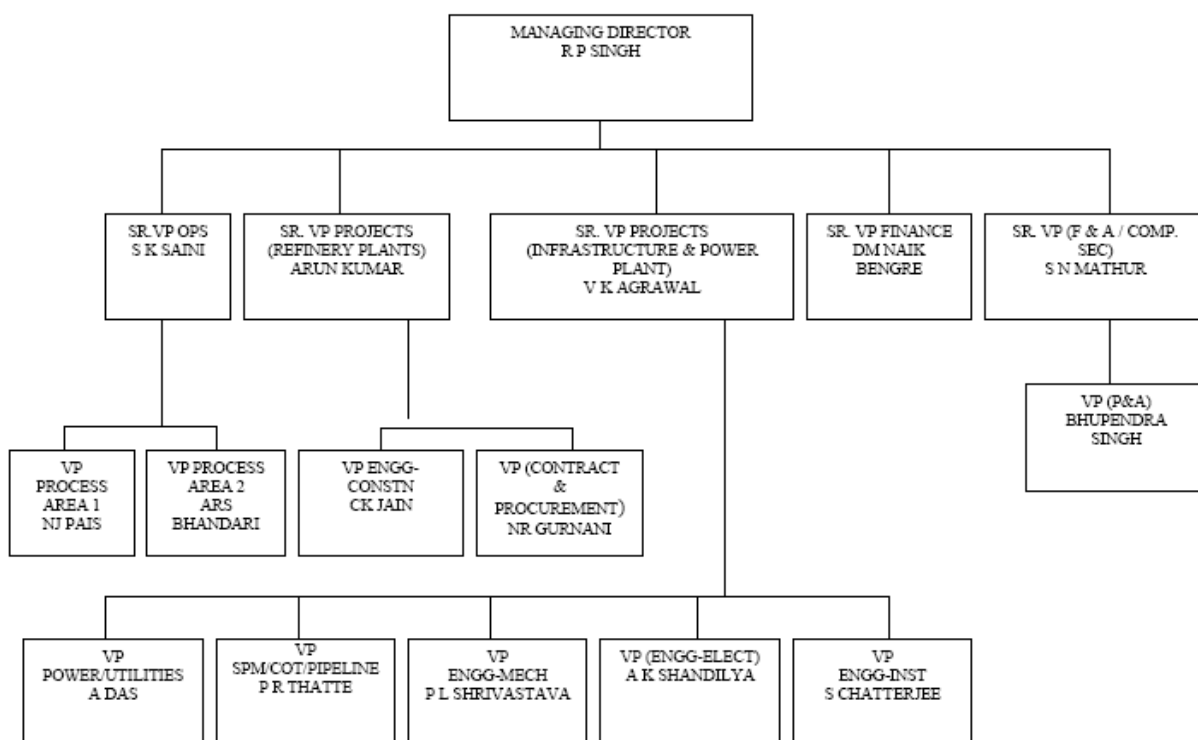 MANAGING DIRECTOR
R P SINGH
SR.VP OPS
S K SAINI
SR. VP PROJECTS
(REFINERY PLANTS)
ARUN KUMAR
SR. VP PROJECTS
(INFRASTRUCTURE & POWER
PLANT)
V K AGRAWAL
SR. VP FINANCE
DM NAIK
BENGRE
SR. VP (F & A / COMP.
SEC)
S N MATHUR
VP (P&A)
BHUPENDRA
SINGH
VP
PROCESS
AREA 1
NJ PAIS
VP PROCESS
AREA 2
ARS
BHANDARI
VP ENGG-
CONSTN
CK JAIN
VP (CONTRACT
&
PROCUREMENT)
NR GURNANI
VP
POWER/UTILITIES
A DAS
VP
SPM/COT/PIPELINE
P R THATTE
VP
ENGG-MECH
P L SHRIVASTAVA
VP (ENGG-ELECT)
A K SHANDILYA
VP
ENGG-INST
S CHATTERJEE